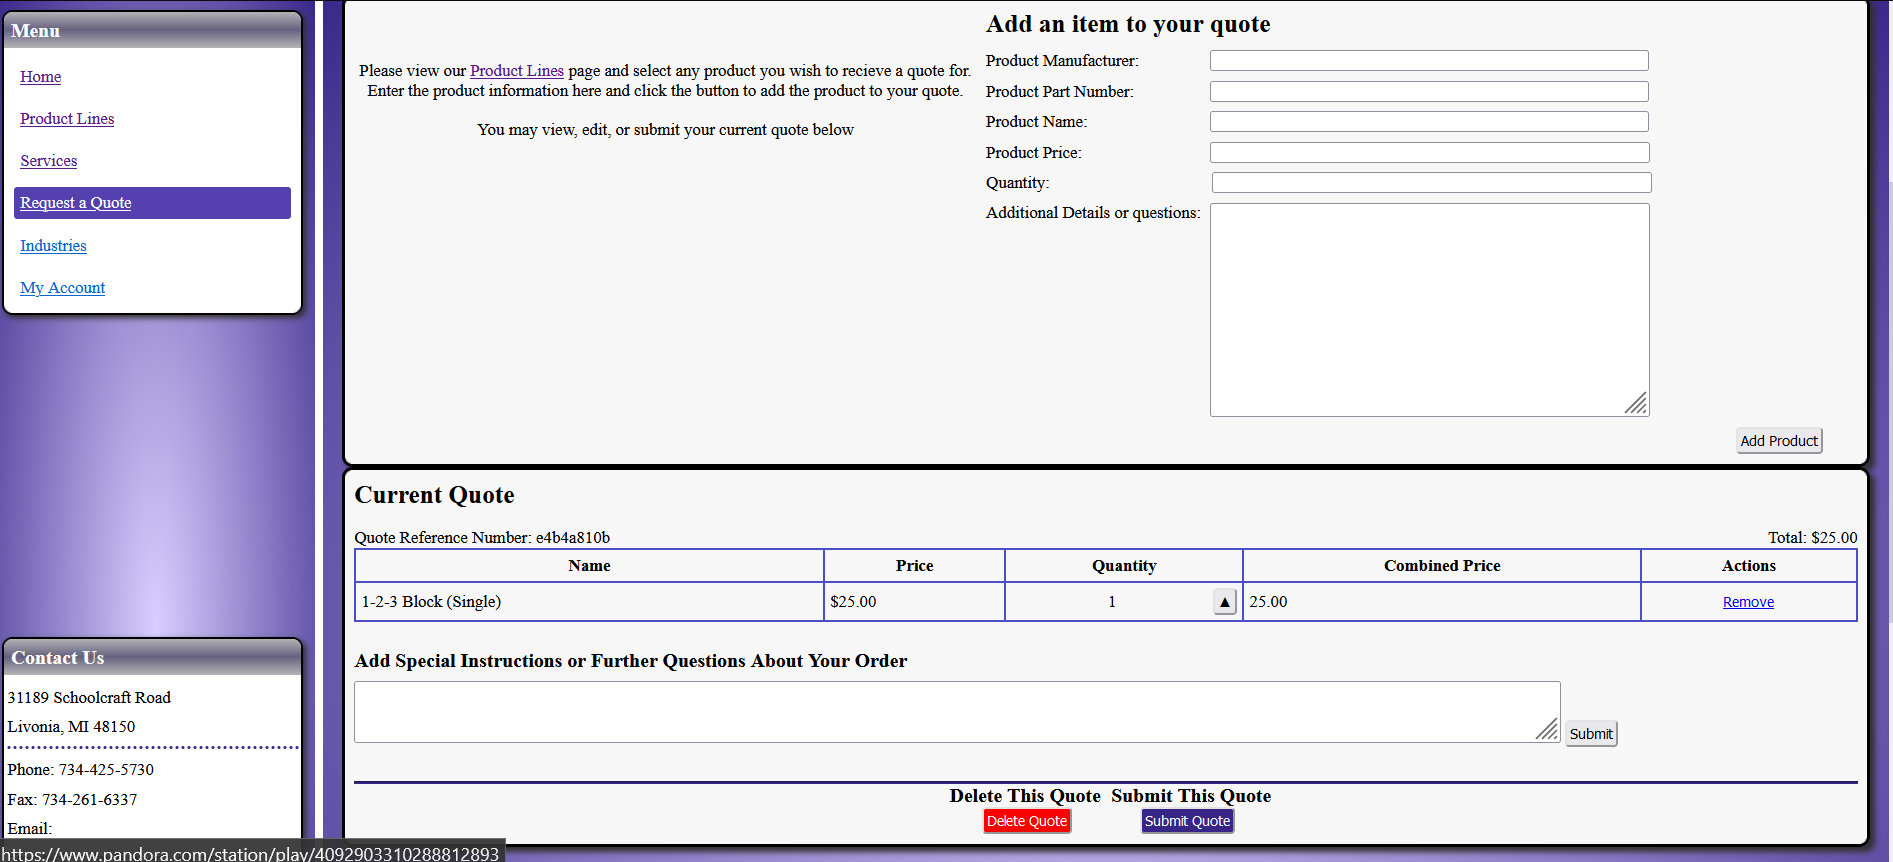 Menu
Home
Product Lines
Services
Request a Quote
Industries
My Account
Contact Us
31189 Schoolcraft Road
Livonia, MI 48150
Phone: 734-425-5730
Fax: 734-261-6337
Email:
Please view our Product Lines page and select any product you wish to recieve a quote for.
Enter the product information here and click the button to add the product to your quote.
You may view, edit, or submit your current quote below
Add an item to your quote
Product Manufacturer:
Product Part Number:
Product Name:
Product Price:
Quantity:
Additional Details or questions:
Add Product
Current Quote
Quote Reference Number: e4b4a810b Total: $25.00
Name Price Quantity Combined Price Actions
1-2-3 Block (Single) $25.00 1 ▲ 25.00 Remove
Add Special Instructions or Further Questions About Your Order
Submit
Delete This Quote Submit This Quote
Delete Quote Submit Quote
https://www.pandora.com/station/play/4092903310288812893